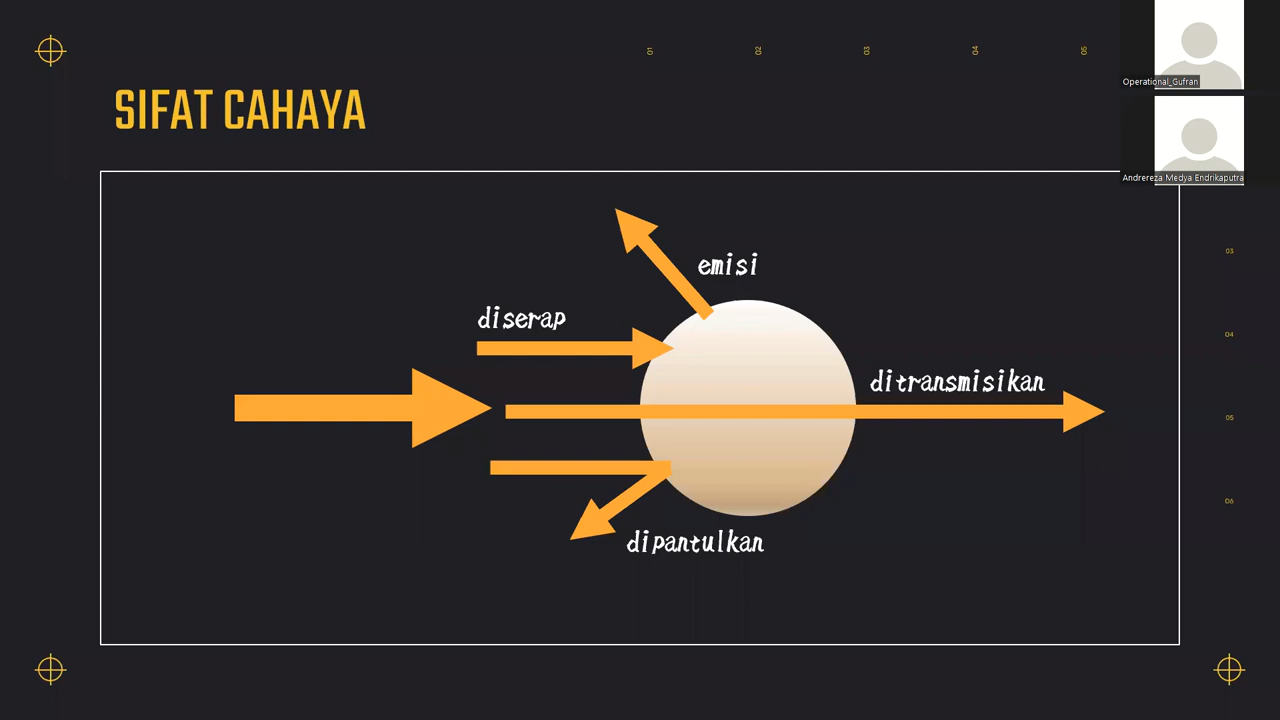 01
02
03
04
05
Operational_Gufran
SIFAT CAHAYA
Andrereza Medya Endrikaputra
emisi
03
diserap
04
ditransmisikan
05
06
dipantulkan